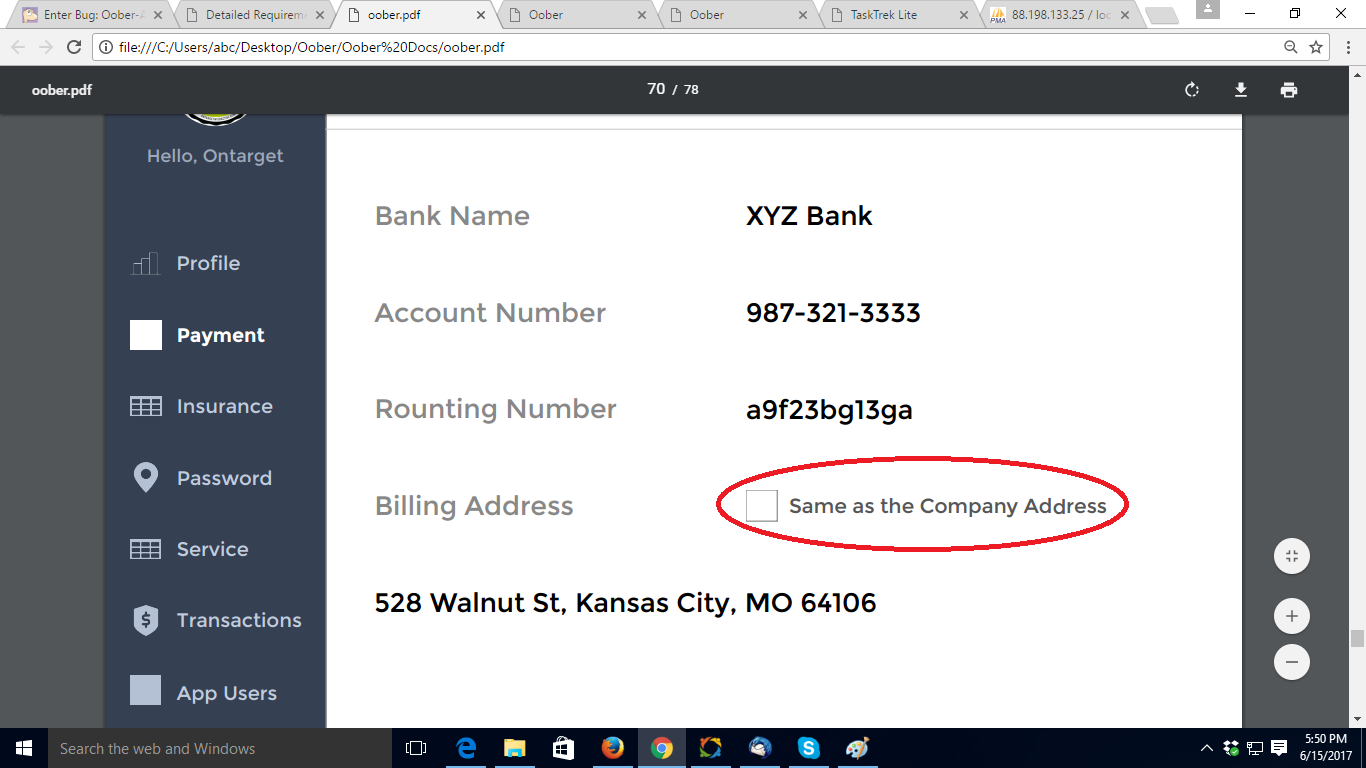 Enter Bug: Oober-A
Detailed Requirem
oober.pdf
Oober
Oober
TaskTrek Lite
88.198.133.25 / loc
file:///C:/Users/abc/Desktop/Oober/Oober%20Docs/oober.pdf
oober.pdf
70 / 78
Hello, Ontarget
Bank Name XYZ Bank
Profile
Account Number 987-321-3333
Payment
Insurance
Rounting Number a9f23bg13ga
Password
Billing Address Same as the Company Address
Service
528 Walnut St, Kansas City, MO 64106
Transactions
App Users
Search the web and Windows
5:50 PM
6/15/2017